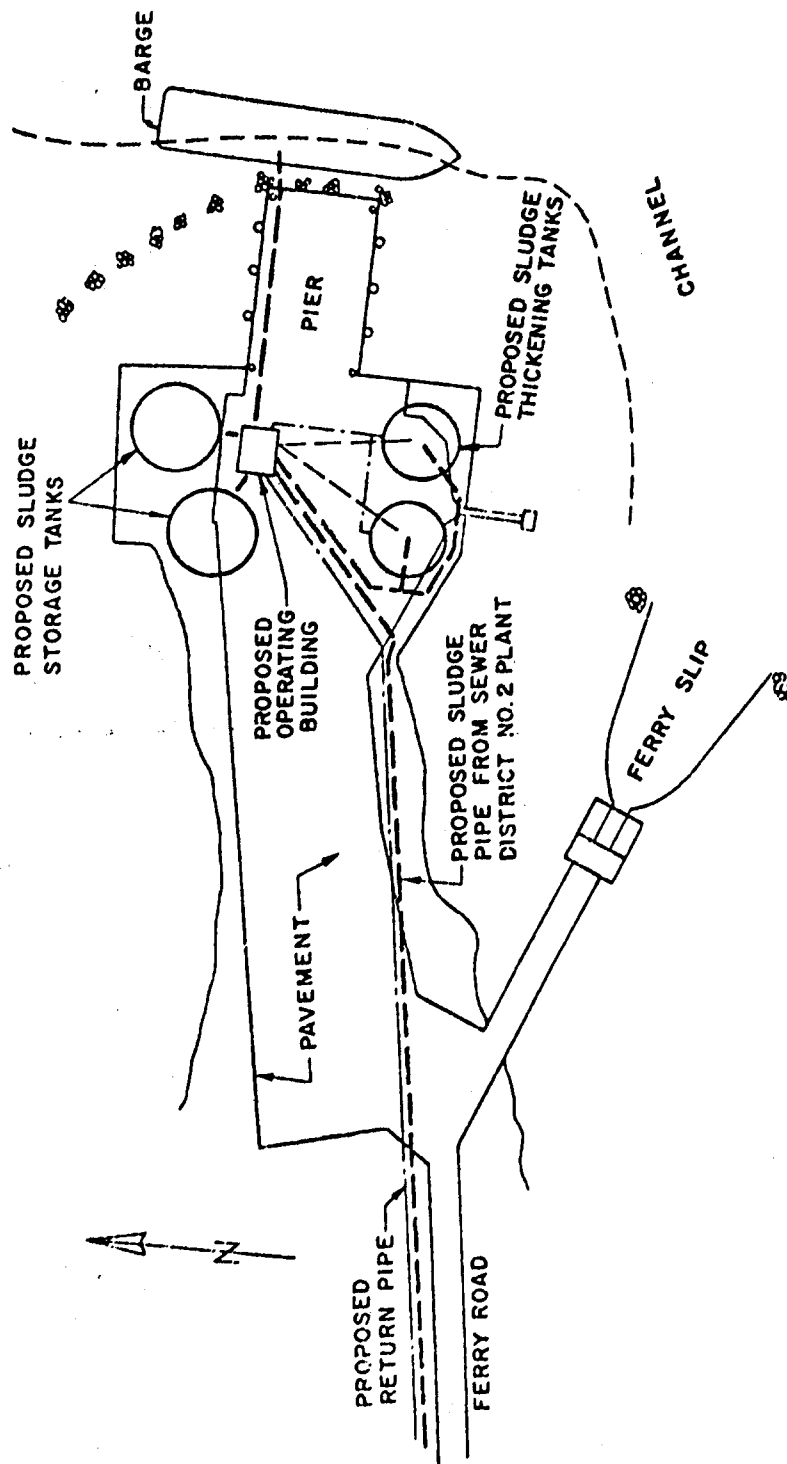 BARGE
PROPOSED SLUDGE
STORAGE TANKS
PIER
PROPOSED SLUDGE
THICKENING TANKS
CHANNEL
PROPOSED
OPERATING
BUILDING
PAVEMENT
PROPOSED SLUDGE
PIPE FROM SEWER
DISTRICT NO. 2 PLANT
FERRY SLIP
N
PROPOSED
RETURN PIPE
FERRY ROAD